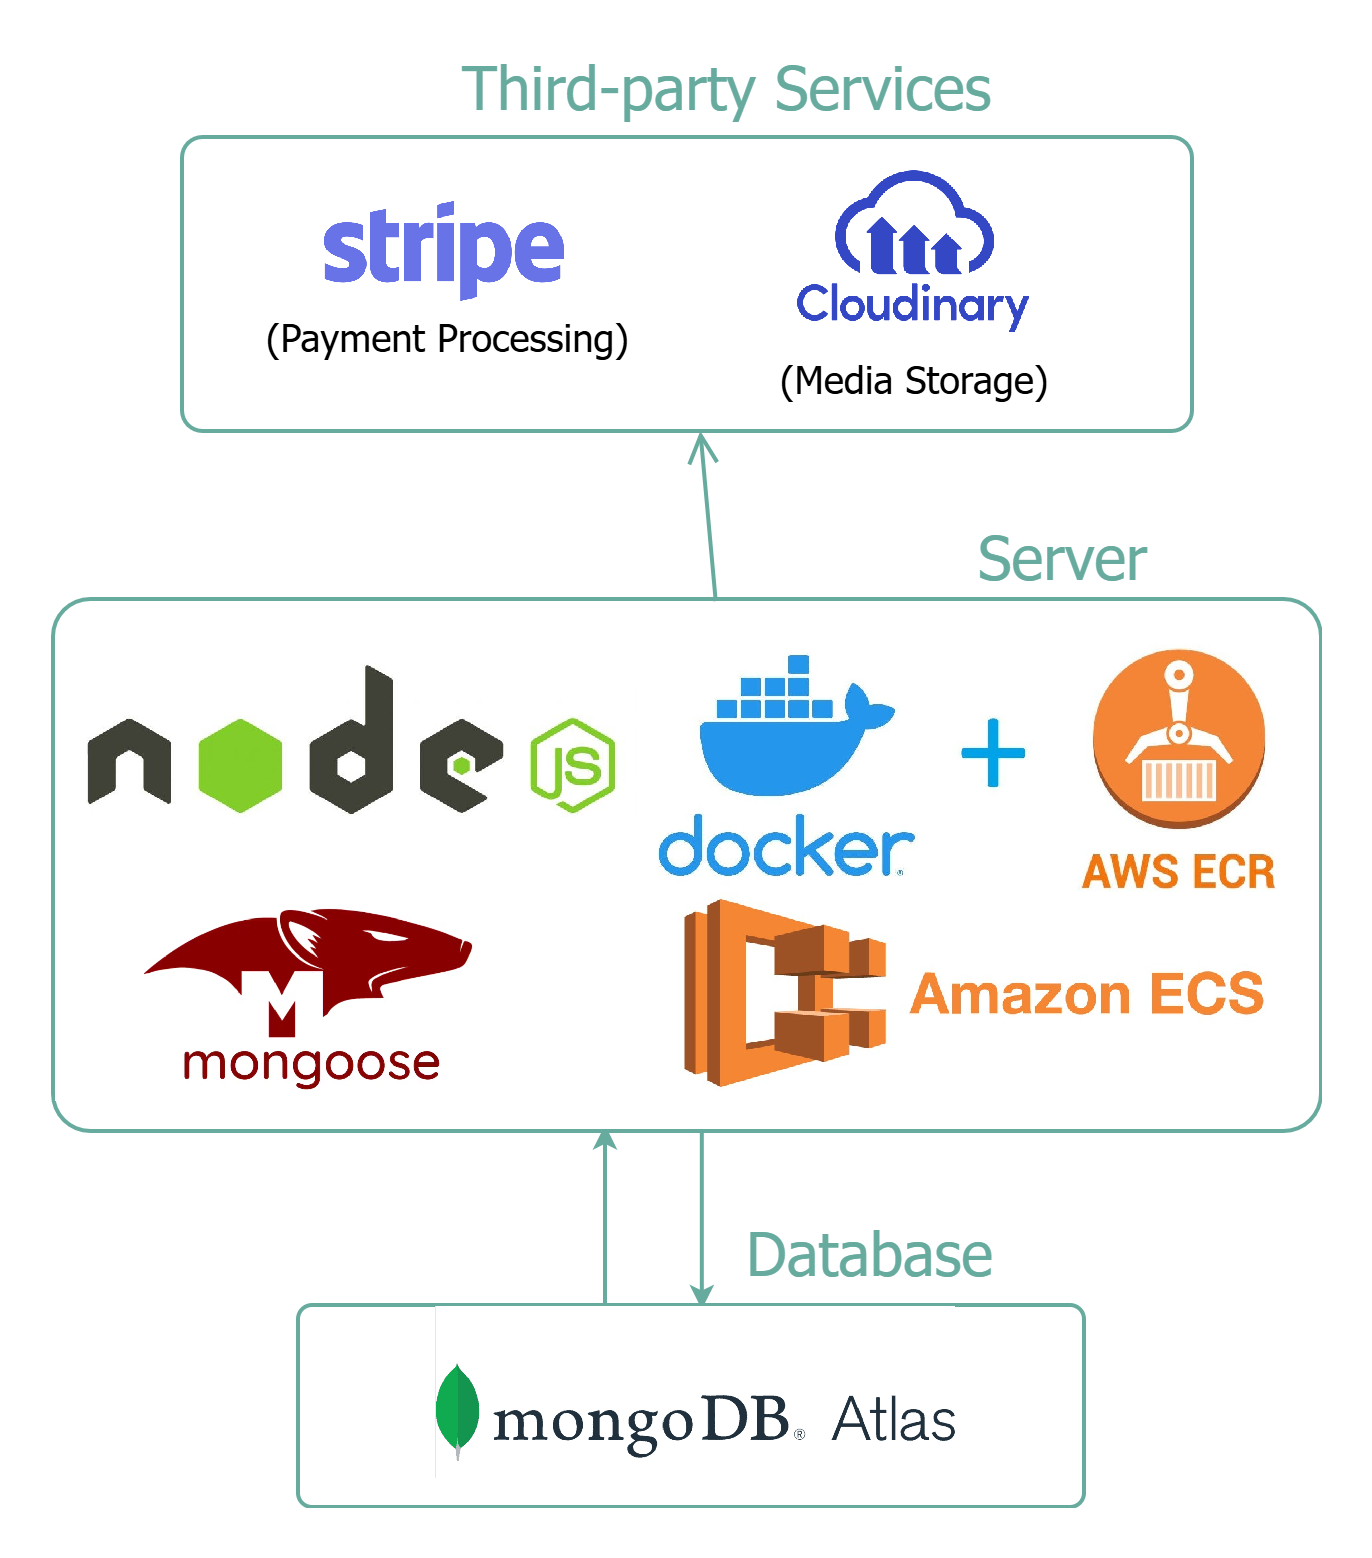 Third-party Services
stripe
Cloudinary
(Payment Processing)
(Media Storage)
Server
node JS
docker®
+
AWS ECR
M
mongoose
Amazon ECS
Database
mongoDB® Atlas